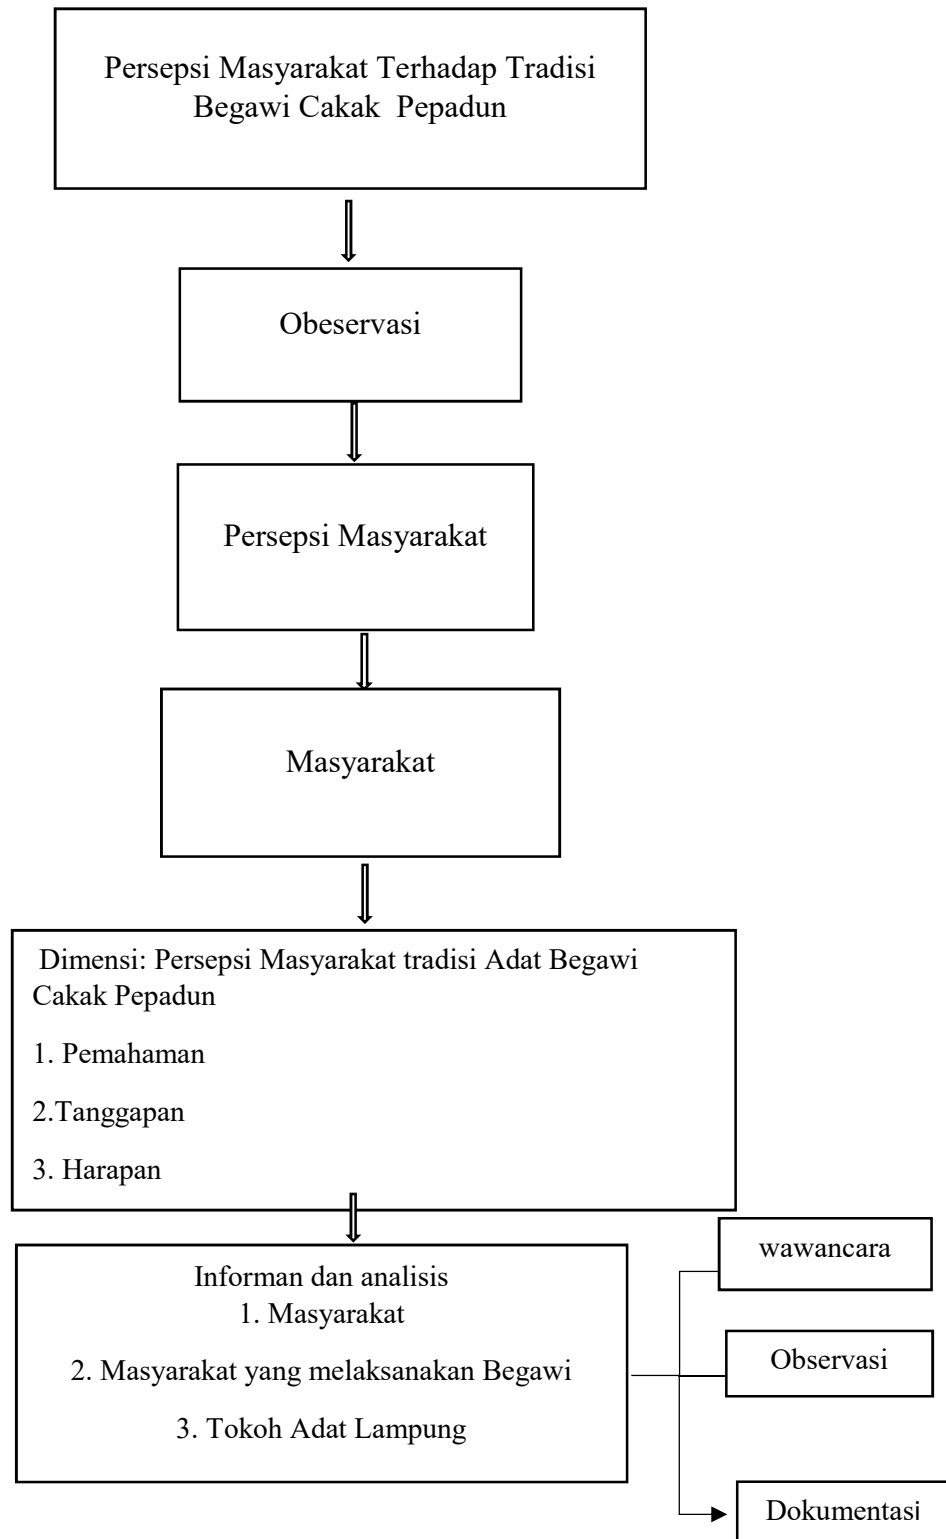 Persepsi Masyarakat Terhadap Tradisi
Begawi Cakak Pepadun
Obeservasi
Persepsi Masyarakat
Masyarakat
Dimensi: Persepsi Masyarakat tradisi Adat Begawi
Cakak Pepadun
1. Pemahaman
2.Tanggapan
3. Harapan
Informan dan analisis
1. Masyarakat
2. Masyarakat yang melaksanakan Begawi
3. Tokoh Adat Lampung
wawancara
Observasi
Dokumentasi